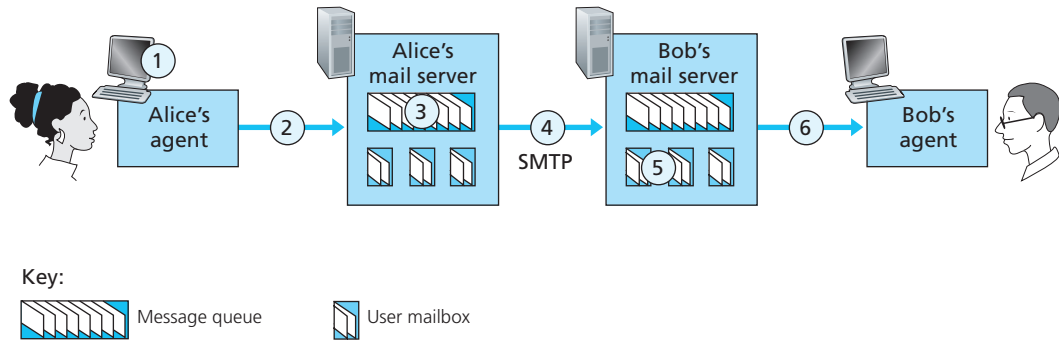 1
Alice's
agent
2
Alice's
mail server
3
4
SMTP
Bob's
mail server
5
6
Bob's
agent
Key:
Message queue
User mailbox